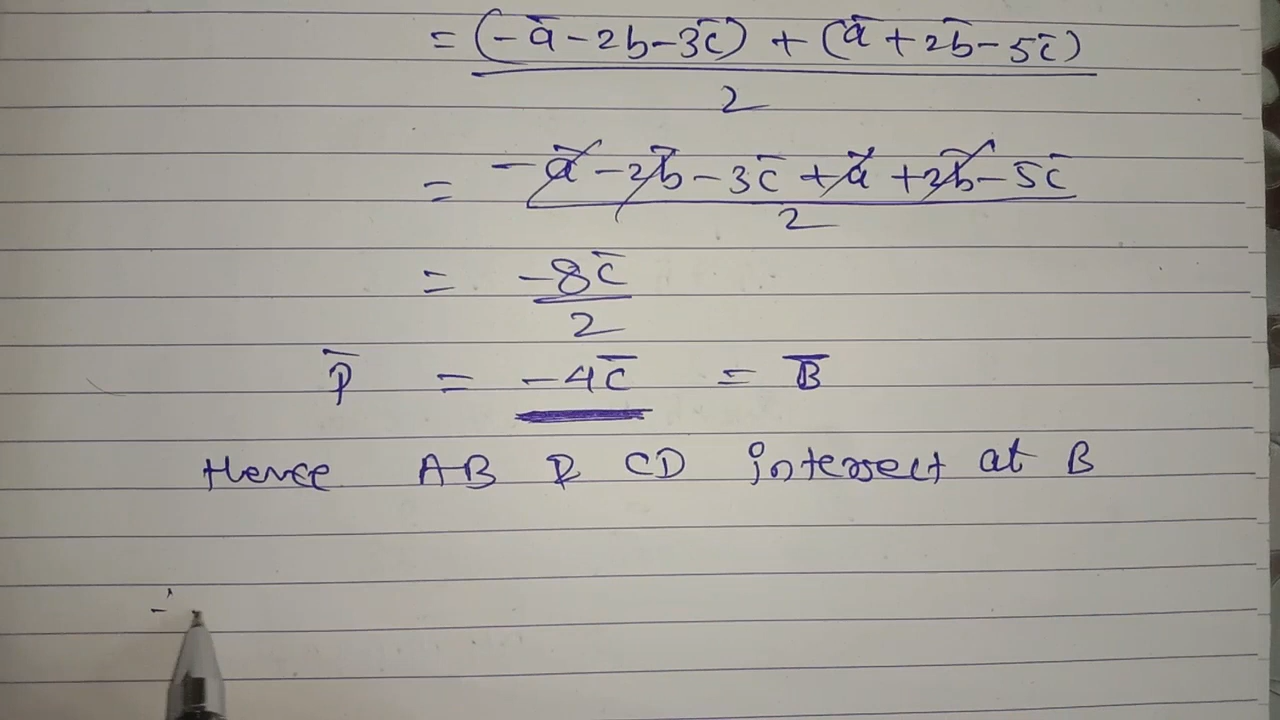 = (-a̅ - 2b - 3c̅) + (a̅ + 2b̅ - 5c̅)
2
= -a̅ - 2b̅ - 3c̅ + a̅ + 2b̅ - 5c̅
2
= -8c̅
2
P̅ = -4c̅ = B̅
Hence AB & CD intersect at B